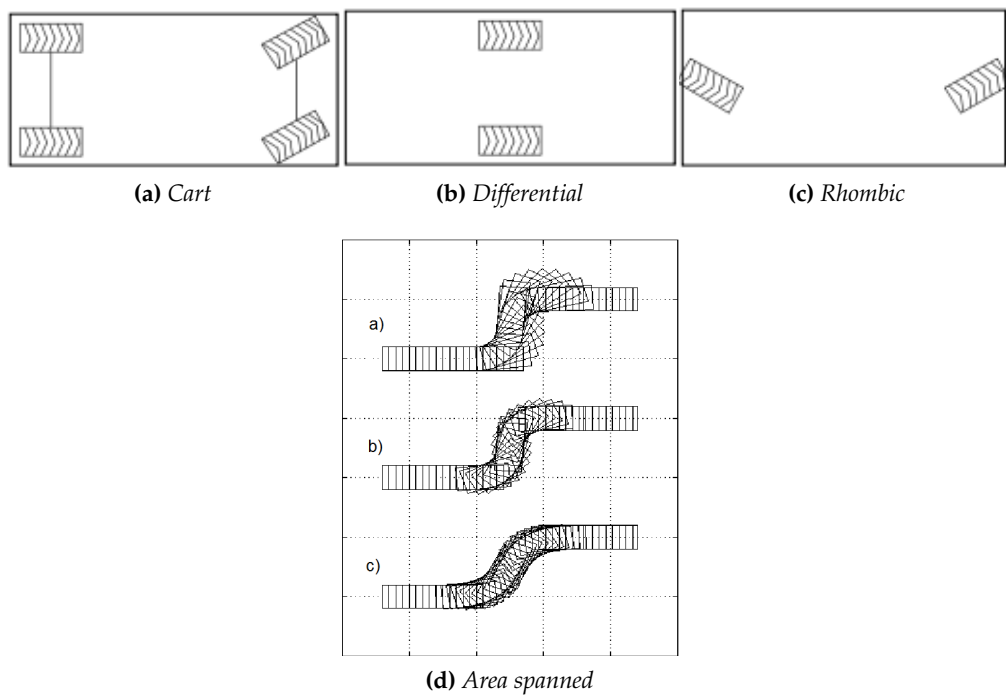 (a) Cart
(b) Differential
(c) Rhombic
a)
b)
c)
(d) Area spanned